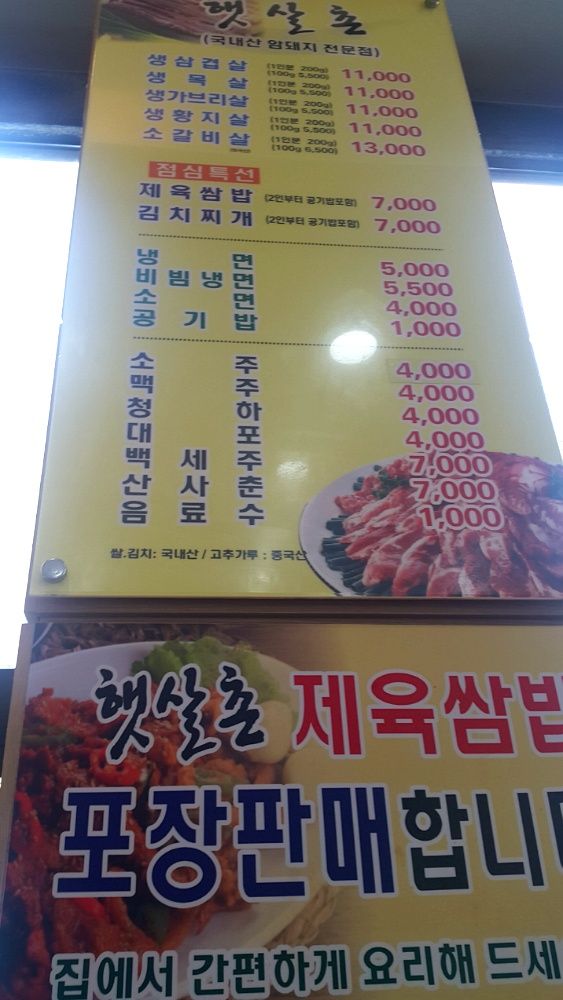 햇살촌
(국내산 암돼지 전문점)
생삼겹살 (1인분 200g) (100g 5,500) 11,000
생목살 (1인분 200g) (100g 5,500) 11,000
생가브리살 (1인분 200g) (100g 5,500) 11,000
생황지살 (1인분 200g) (100g 5,500) 11,000
소갈비살 (1인분 200g) (100g 6,500) 13,000
점심특선
제육쌈밥 (2인부터 공기밥포함) 7,000
김치찌개 (2인부터 공기밥포함) 7,000
냉면 5,000
비빔냉면 5,500
소면 4,000
공기밥 1,000
소주 4,000
맥주 4,000
청하 4,000
대포 4,000
백세주 7,000
산사춘 7,000
음료수 1,000
쌀.김치: 국내산 / 고추가루 : 중국산
햇살촌 제육쌈밥
포장판매합니
집에서 간편하게 요리해 드세